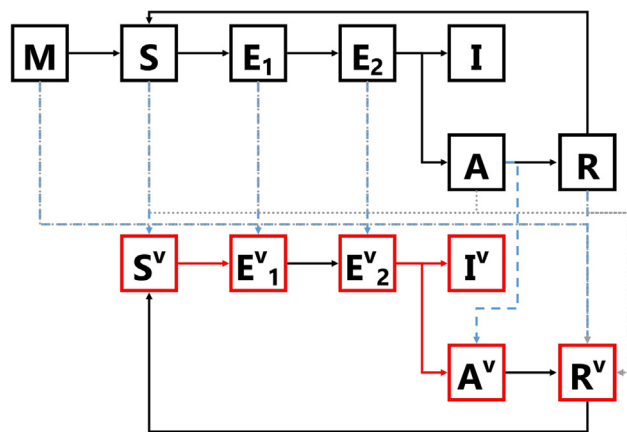 M S E₁ E₂ I
A R
Sᵛ Eᵛ₁ Eᵛ₂ Iᵛ
Aᵛ Rᵛ